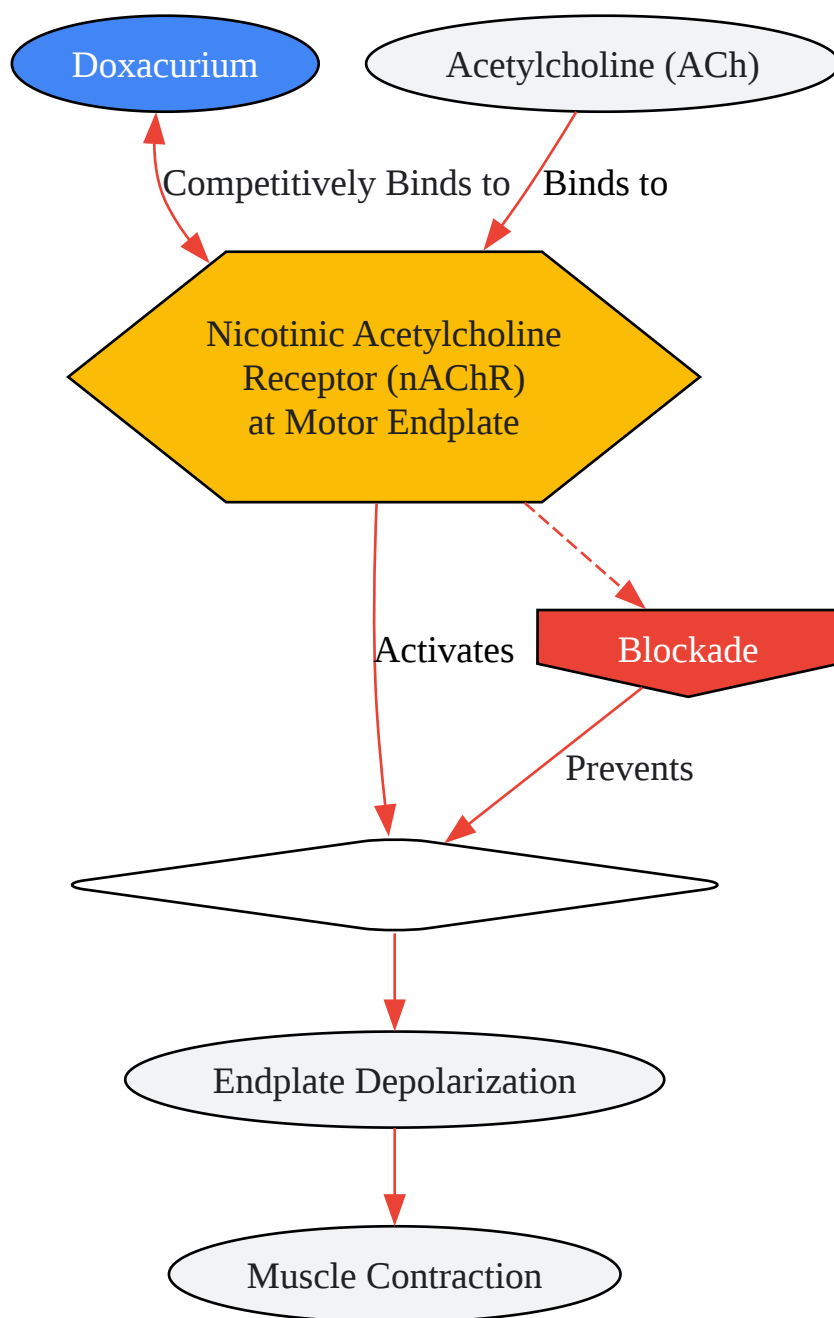 Doxacurium
Acetylcholine (ACh)
Competitively Binds to
Binds to
Nicotinic Acetylcholine
Receptor (nAChR)
at Motor Endplate
Activates
Blockade
Prevents
Endplate Depolarization
Muscle Contraction